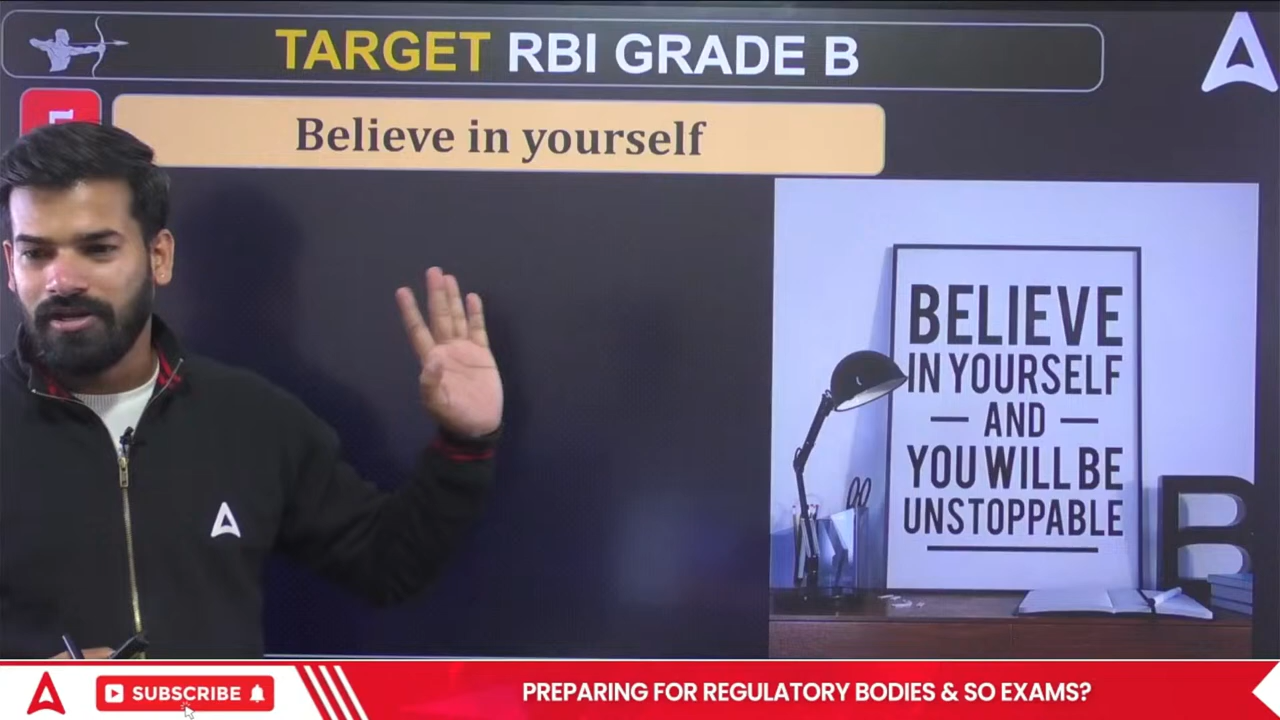 TARGET RBI GRADE B
Believe in yourself
BELIEVE
IN YOURSELF
AND
YOU WILL BE
UNSTOPPABLE
B
SUBSCRIBE
PREPARING FOR REGULATORY BODIES & SO EXAMS?